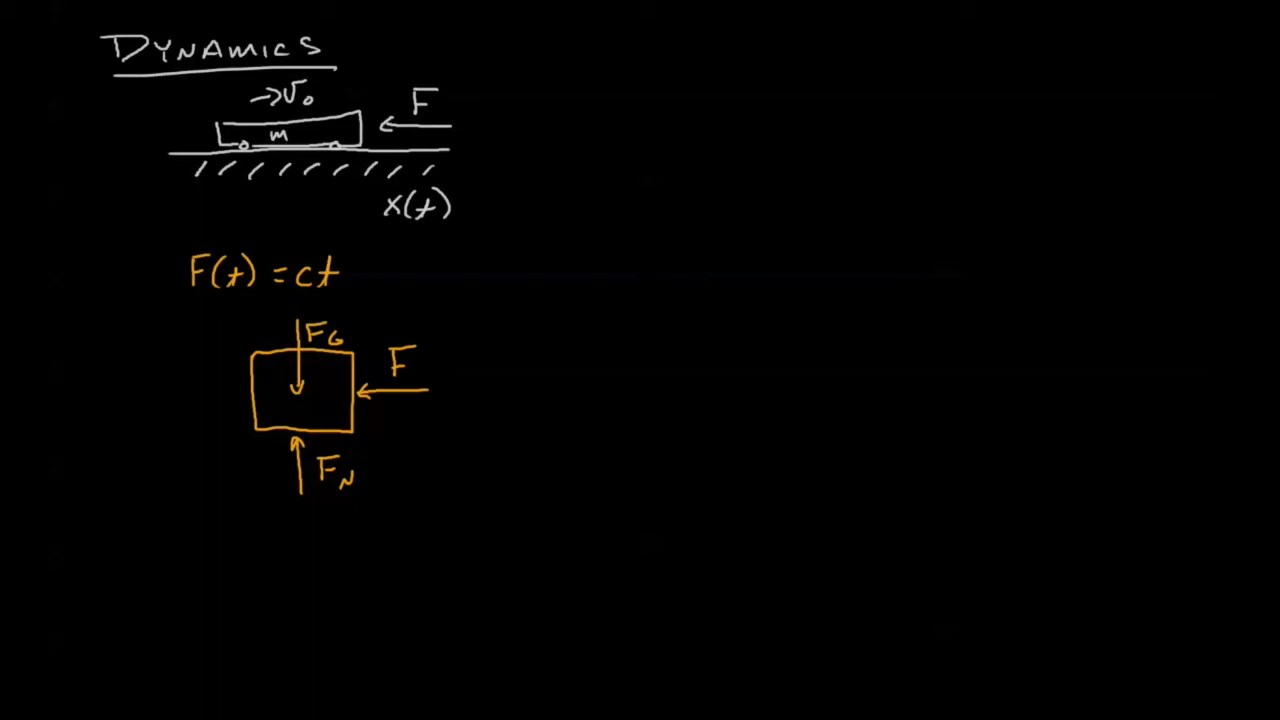 DYNAMICS
→v₀
F
m
x(t)
F(t) = ct
F_G
F
F_N